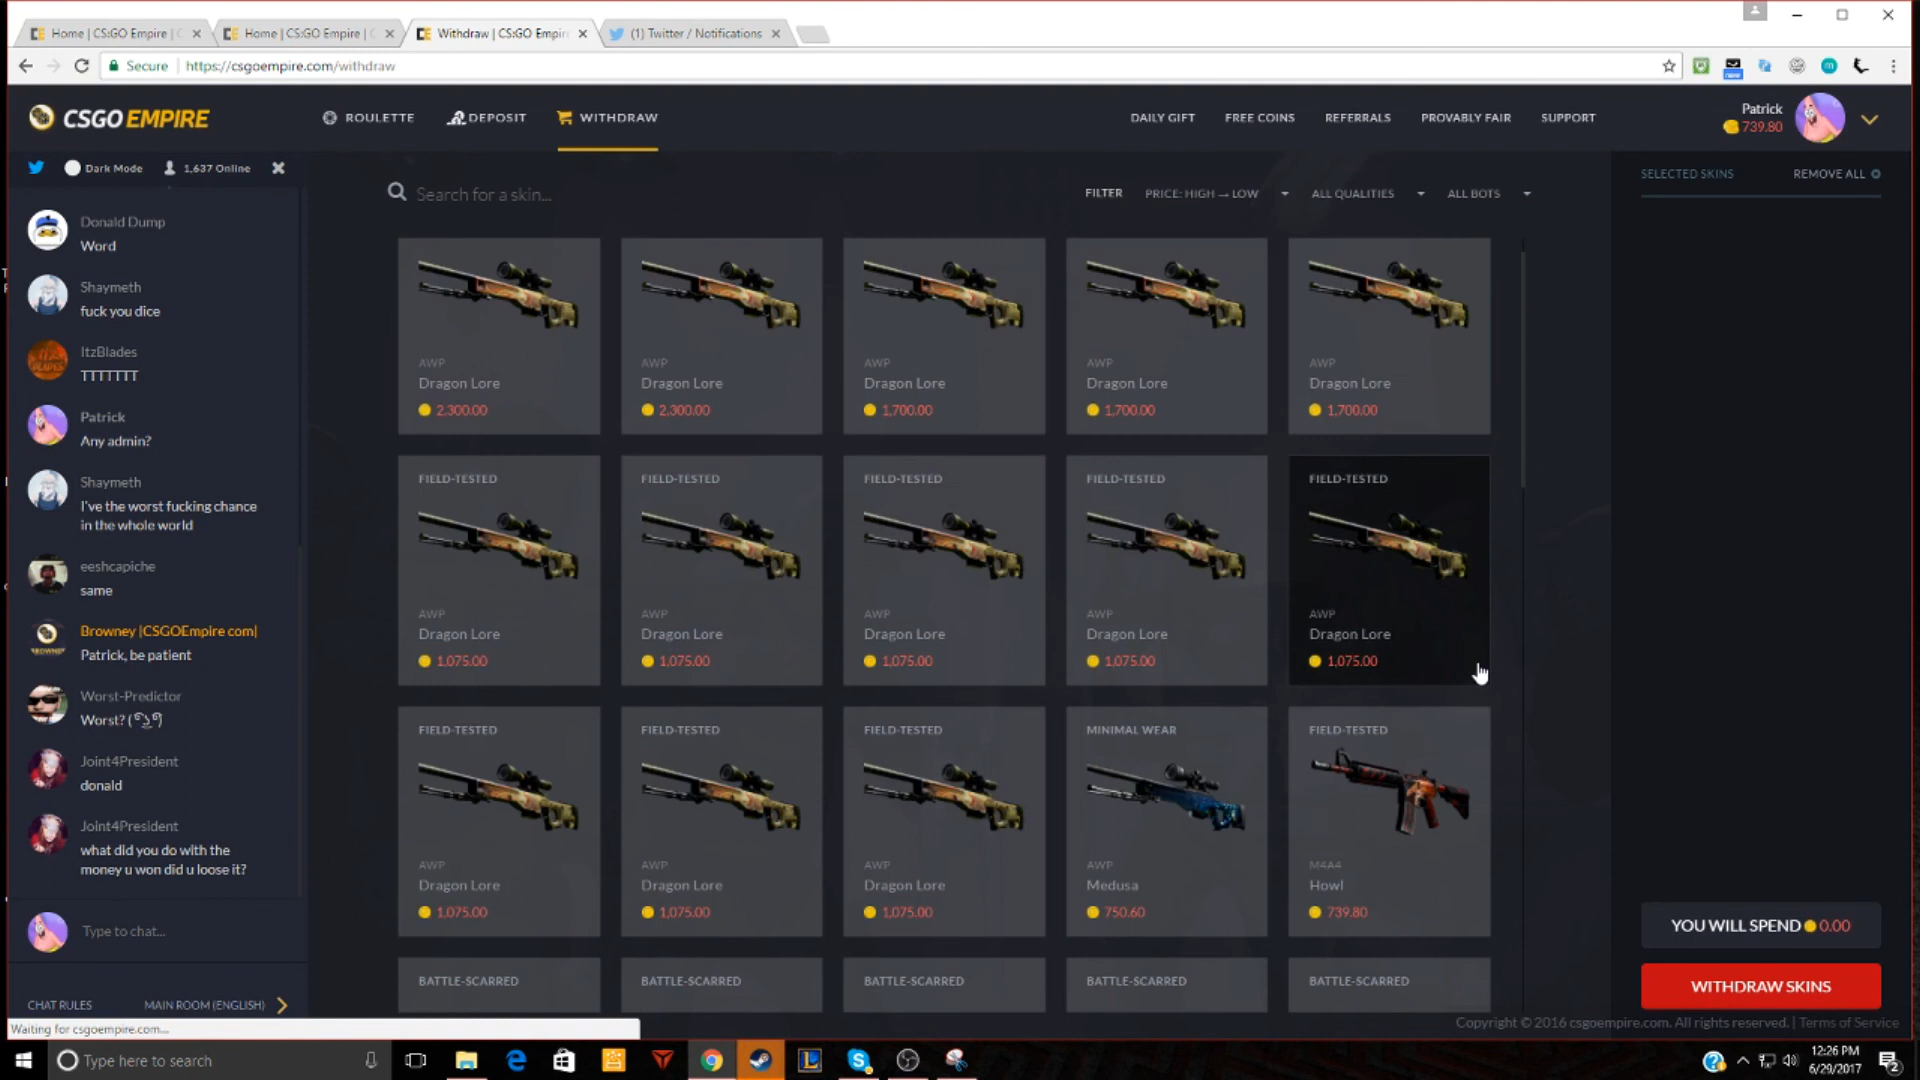 Home | CS:GO Empire | C
Home | CS:GO Empire | C
Withdraw | CS:GO Empir
(1) Twitter / Notifications
Secure
https://csgoempire.com/withdraw
CSGOEMPIRE
ROULETTE
DEPOSIT
WITHDRAW
DAILY GIFT
FREE COINS
REFERRALS
PROVABLY FAIR
SUPPORT
Patrick
739.80
Dark Mode
1,637 Online
Donald Dump
Word
Shaymeth
fuck you dice
ItzBlades
TTTTTTT
Patrick
Any admin?
Shaymeth
I've the worst fucking chance
in the whole world
eeshcapiche
same
Browney |CSGOEmpire com|
Patrick, be patient
Worst-Predictor
Worst?
Joint4President
donald
Joint4President
what did you do with the
money u won did u loose it?
Type to chat...
CHAT RULES
MAIN ROOM (ENGLISH)
Waiting for csgoempire.com...
Search for a skin...
FILTER
PRICE: HIGH → LOW
ALL QUALITIES
ALL BOTS
AWP
Dragon Lore
2,300.00
AWP
Dragon Lore
2,300.00
AWP
Dragon Lore
1,700.00
AWP
Dragon Lore
1,700.00
AWP
Dragon Lore
1,700.00
FIELD-TESTED
AWP
Dragon Lore
1,075.00
FIELD-TESTED
AWP
Dragon Lore
1,075.00
FIELD-TESTED
AWP
Dragon Lore
1,075.00
FIELD-TESTED
AWP
Dragon Lore
1,075.00
FIELD-TESTED
AWP
Dragon Lore
1,075.00
FIELD-TESTED
AWP
Dragon Lore
1,075.00
FIELD-TESTED
AWP
Dragon Lore
1,075.00
FIELD-TESTED
AWP
Dragon Lore
1,075.00
MINIMAL WEAR
AWP
Medusa
750.60
FIELD-TESTED
M4A4
Howl
739.80
BATTLE-SCARRED
BATTLE-SCARRED
BATTLE-SCARRED
BATTLE-SCARRED
BATTLE-SCARRED
SELECTED SKINS
REMOVE ALL
YOU WILL SPEND 0.00
WITHDRAW SKINS
Copyright © 2016 csgoempire.com. All rights reserved. | Terms of Service
Type here to search
12:26 PM
6/29/2017